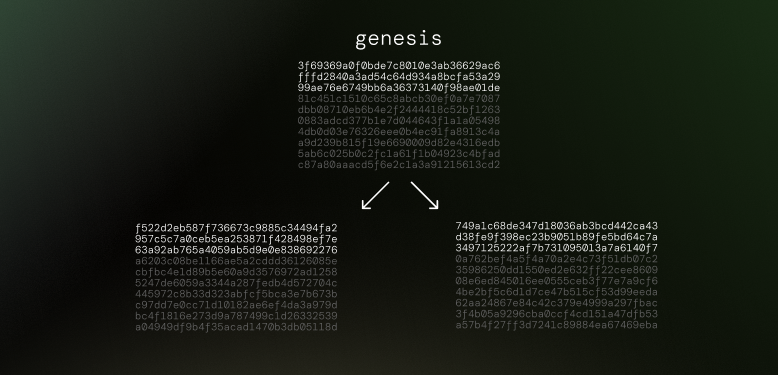 genesis
3f69369a0f0bde7c8010e3ab36629ac6
fffd2840a3ad54c64d934a8bcfa53a29
99ae76e6749bb6a36373140f98ae01de
81c451c1510c65c8abcb30ef0a7e7087
dbb08710eb6b4e2f2444418c52bf1263
0883adcd377b1e7d044643f1a1a05498
4db0d03e76326eee0b4ec91fa8913c4a
a9d239b815f19e6690009d82e4316edb
5ab6c025b0c2fc1a61f1b04923c4bfad
c87a80aaacd5f6e2c1a3a91215613cd2
f522d2eb587f736673c9885c34494fa2
957c5c7a0ceb5ea253871f428498ef7e
63a92ab765a4059ab5d9e0e838692276
a6203c08be1166ae5a2cddd36126085e
cbfbc4e1d89b5e60a9d3576972ad1258
5247de6059a3344a287fedb4d572704c
445972c8b33d323abfcf5bca3e7b673b
c97dd7e0cc71d10182ae6ef4da3a979d
bc4f1816e273d9a787499c1d26332539
a04949df9b4f35acad1470b3db05118d
749a1c68de347d18036ab3bcd442ca43
d38fe9f398ec23b9051b89fe5bd64c7a
3497125222af7b731095013a7a6140f7
0a762bef4a5f4a70a2e4c73f51db07c2
35986250dd1550ed2e632ff22cee8609
08e6ed845016ee0555ceb3f77e7a9cf6
4be2bf5c6d1d7ce47b515cf53d99eeda
62aa24867e84c42c379e4999a297fbac
3f4b05a9296cba0ccf4cd151a47dfb53
a57b4f27ff3d7241c89884ea67469eba